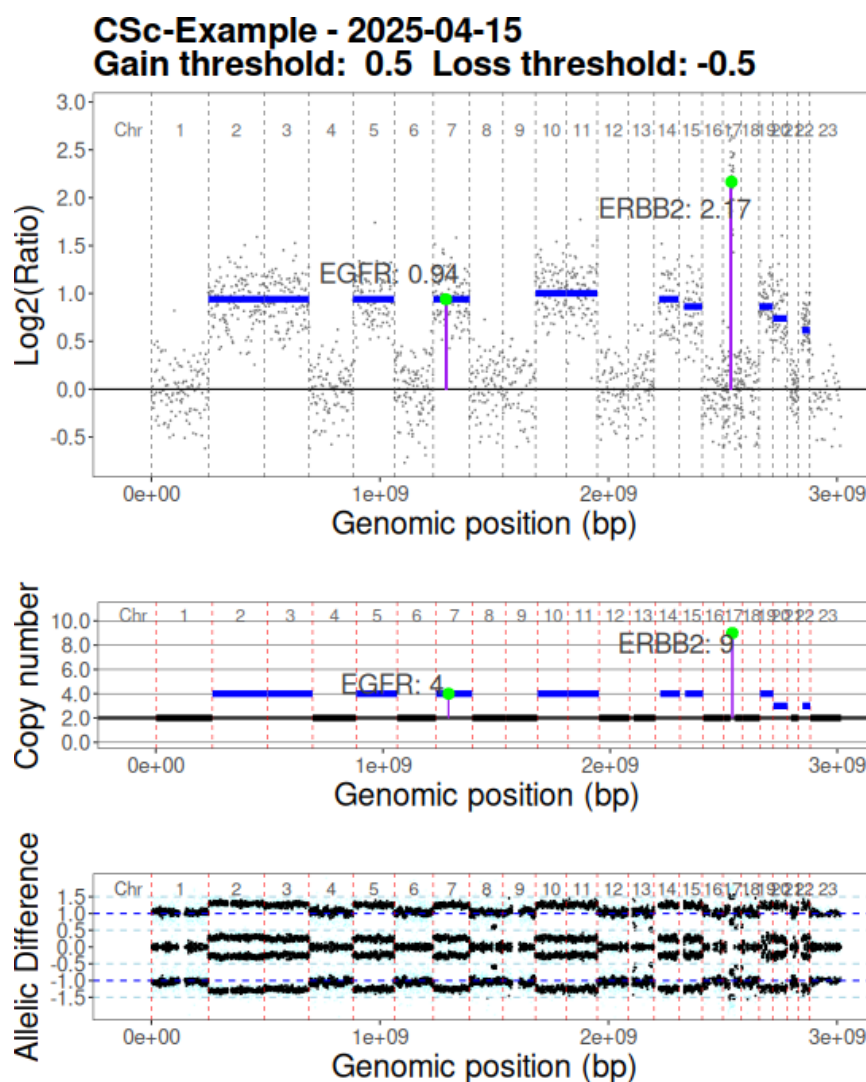 CSc-Example - 2025-04-15
Gain threshold: 0.5 Loss threshold: -0.5
Log2(Ratio)
3.0
2.5
2.0
1.5
1.0
0.5
0.0
-0.5
Chr 1 2 3 4 5 6 7 8 9 10 11 12 13 14 15 16 17 18 19 20 21 22 23
ERBB2: 2.17
EGFR: 0.94
0e+00 1e+09 2e+09 3e+09
Genomic position (bp)
Copy number
10.0
8.0
6.0
4.0
2.0
0.0
Chr 1 2 3 4 5 6 7 8 9 10 11 12 13 14 15 16 17 18 19 20 21 22 23
ERBB2: 9
EGFR: 4
0e+00 1e+09 2e+09 3e+09
Genomic position (bp)
Allelic Difference
1.5
1.0
0.5
0.0
-0.5
-1.0
-1.5
Chr 1 2 3 4 5 6 7 8 9 10 11 12 13 14 15 16 17 18 19 20 21 22 23
0e+00 1e+09 2e+09 3e+09
Genomic position (bp)